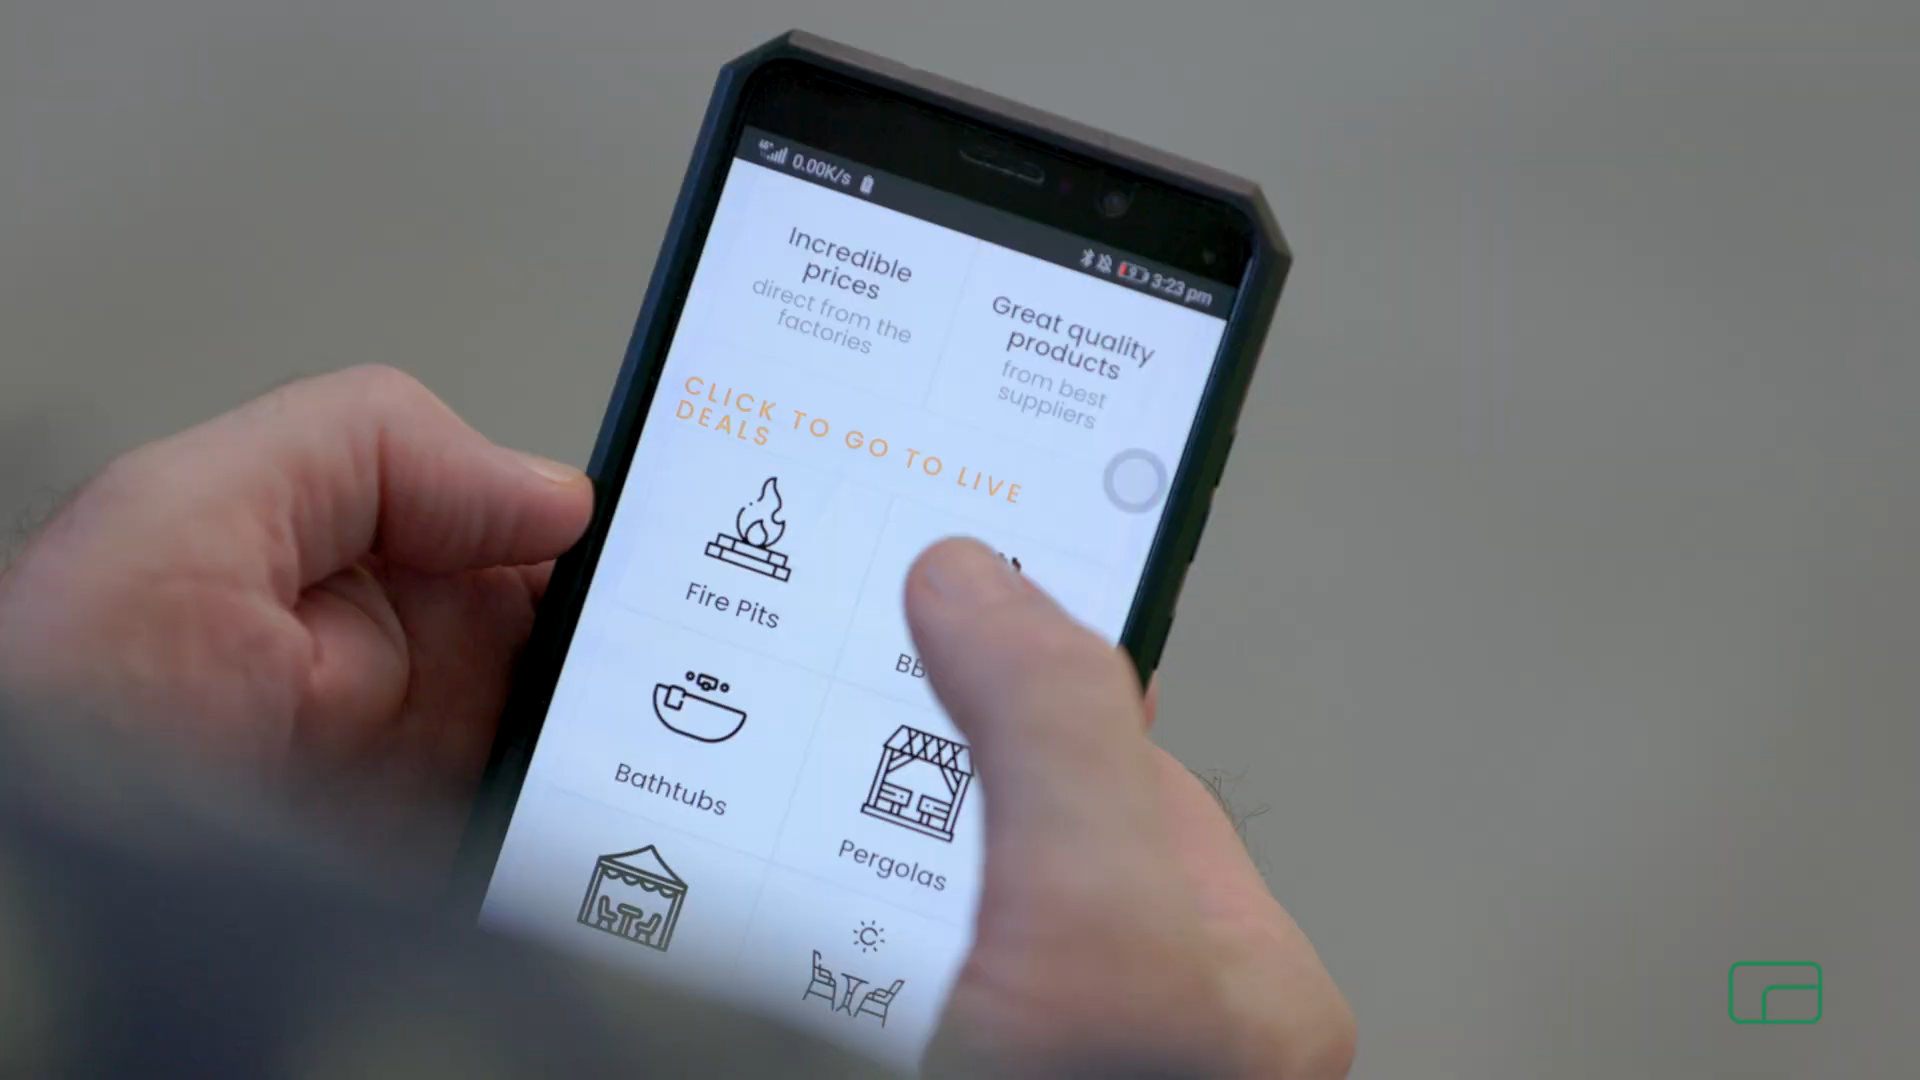 0.00K/s
3:23 pm
Incredible
prices
direct from the
factories
Great quality
products
from best
suppliers
CLICK TO GO TO LIVE
DEALS
Fire Pits
Bathtubs
Pergolas